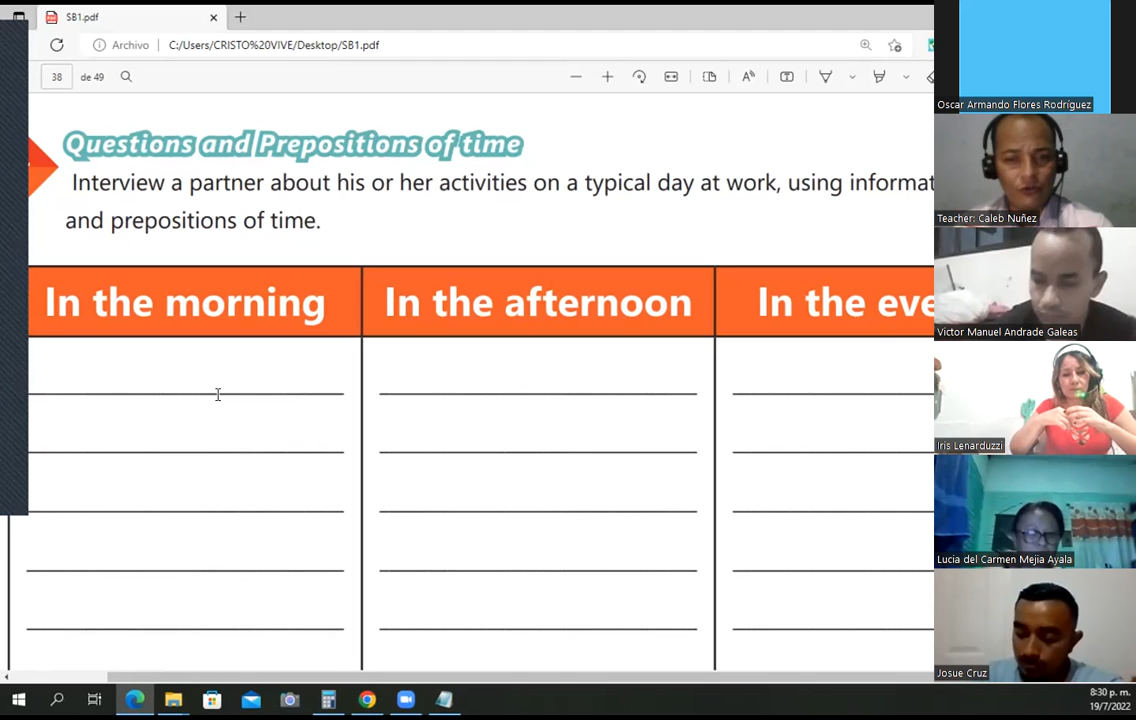 SB1.pdf
Archivo
C:/Users/CRISTO%20VIVE/Desktop/SB1.pdf
38 de 49
Questions and Prepositions of time
Interview a partner about his or her activities on a typical day at work, using informat
and prepositions of time.
In the morning
In the afternoon
In the eve
Oscar Armando Flores Rodríguez
Teacher: Caleb Nuñez
Victor Manuel Andrade Galeas
Iris Lenarduzzi
Lucia del Carmen Mejia Ayala
Josue Cruz
8:30 p. m.
19/7/2022